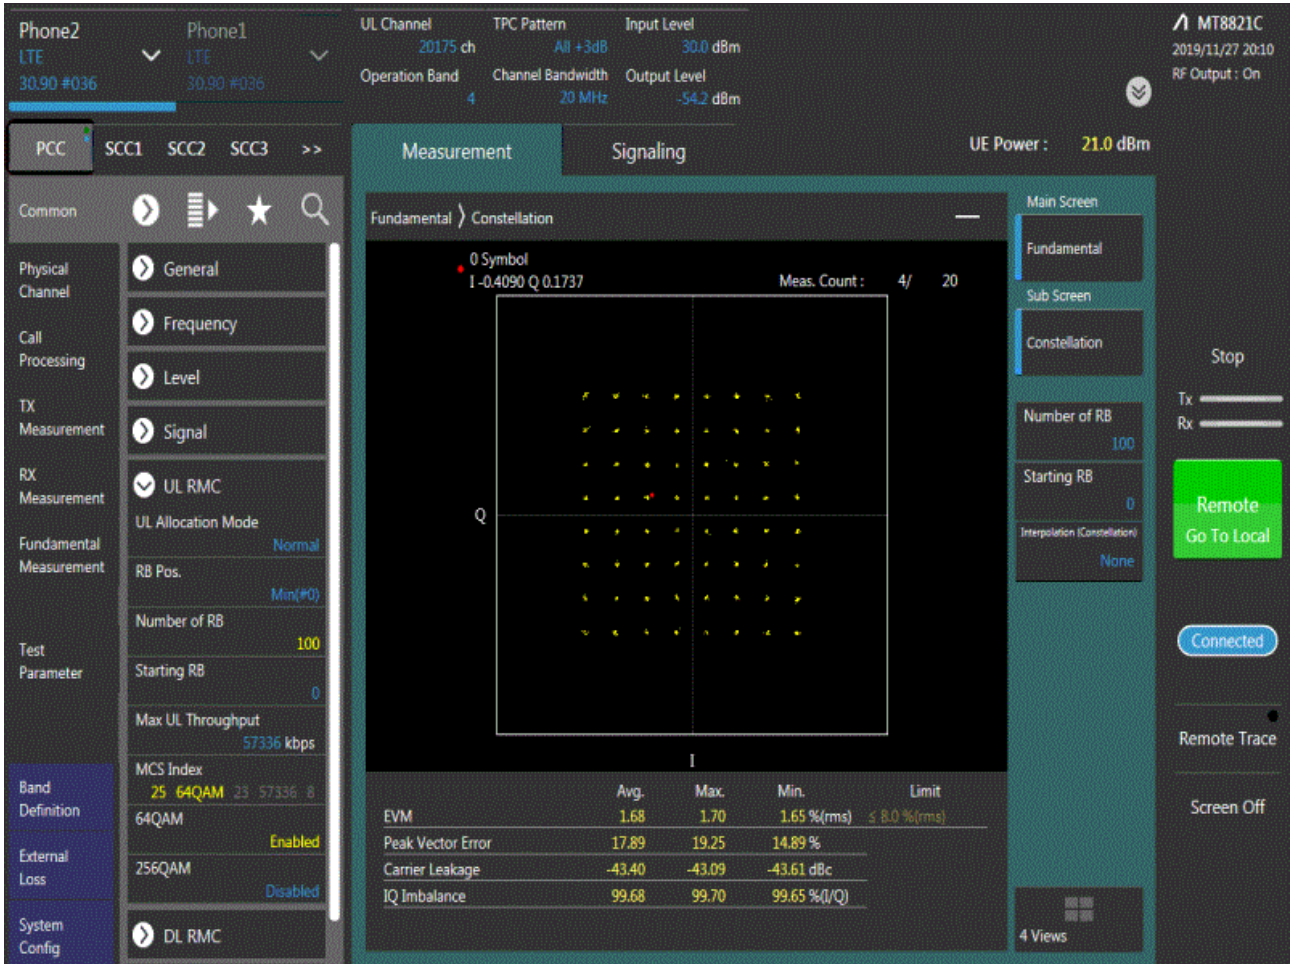 Phone2
LTE
30.90 #036
Phone1
LTE
30.90 #036
UL Channel
20175 ch
TPC Pattern
All +3dB
Input Level
30.0 dBm
Operation Band
4
Channel Bandwidth
20 MHz
Output Level
-54.2 dBm
MT8821C
2019/11/27 20:10
RF Output : On
PCC SCC1 SCC2 SCC3 >>
Measurement
Signaling
UE Power : 21.0 dBm
Common
Physical
Channel
Call
Processing
TX
Measurement
RX
Measurement
Fundamental
Measurement
Test
Parameter
Band
Definition
External
Loss
System
Config
General
Frequency
Level
Signal
UL RMC
UL Allocation Mode
Normal
RB Pos.
Min(#0)
Number of RB
100
Starting RB
0
Max UL Throughput
57336 kbps
MCS Index
25 64QAM 23 57336 8
64QAM
Enabled
256QAM
Disabled
DL RMC
Fundamental 〉 Constellation
0 Symbol
I -0.4090 Q 0.1737
Meas. Count : 4/ 20
Q
I
Avg. Max. Min. Limit
EVM 1.68 1.70 1.65 %(rms) ≤ 8.0 %(rms)
Peak Vector Error 17.89 19.25 14.89 %
Carrier Leakage -43.40 -43.09 -43.61 dBc
IQ Imbalance 99.68 99.70 99.65 %(I/Q)
Main Screen
Fundamental
Sub Screen
Constellation
Number of RB
100
Starting RB
0
Interpolation (Constellation)
None
4 Views
Stop
Tx
Rx
Remote
Go To Local
Connected
Remote Trace
Screen Off